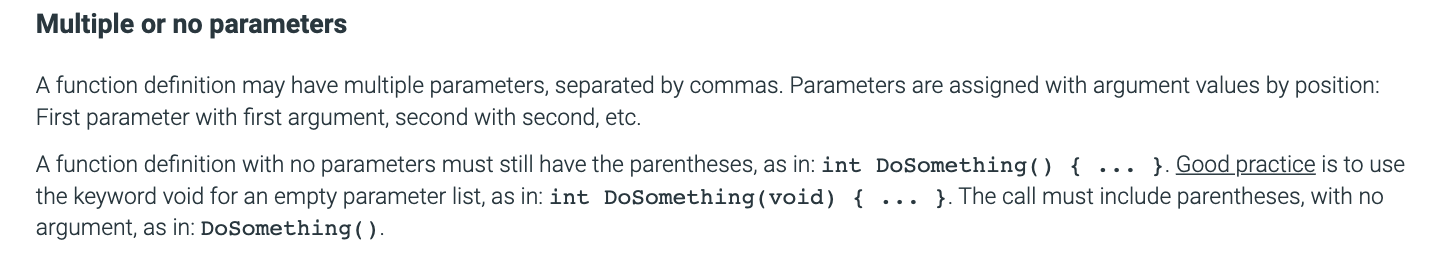 Multiple or no parameters
A function definition may have multiple parameters, separated by commas. Parameters are assigned with argument values by position:
First parameter with first argument, second with second, etc.
A function definition with no parameters must still have the parentheses, as in: int DoSomething() { ... }. Good practice is to use
the keyword void for an empty parameter list, as in: int DoSomething(void) { ... }. The call must include parentheses, with no
argument, as in: DoSomething().